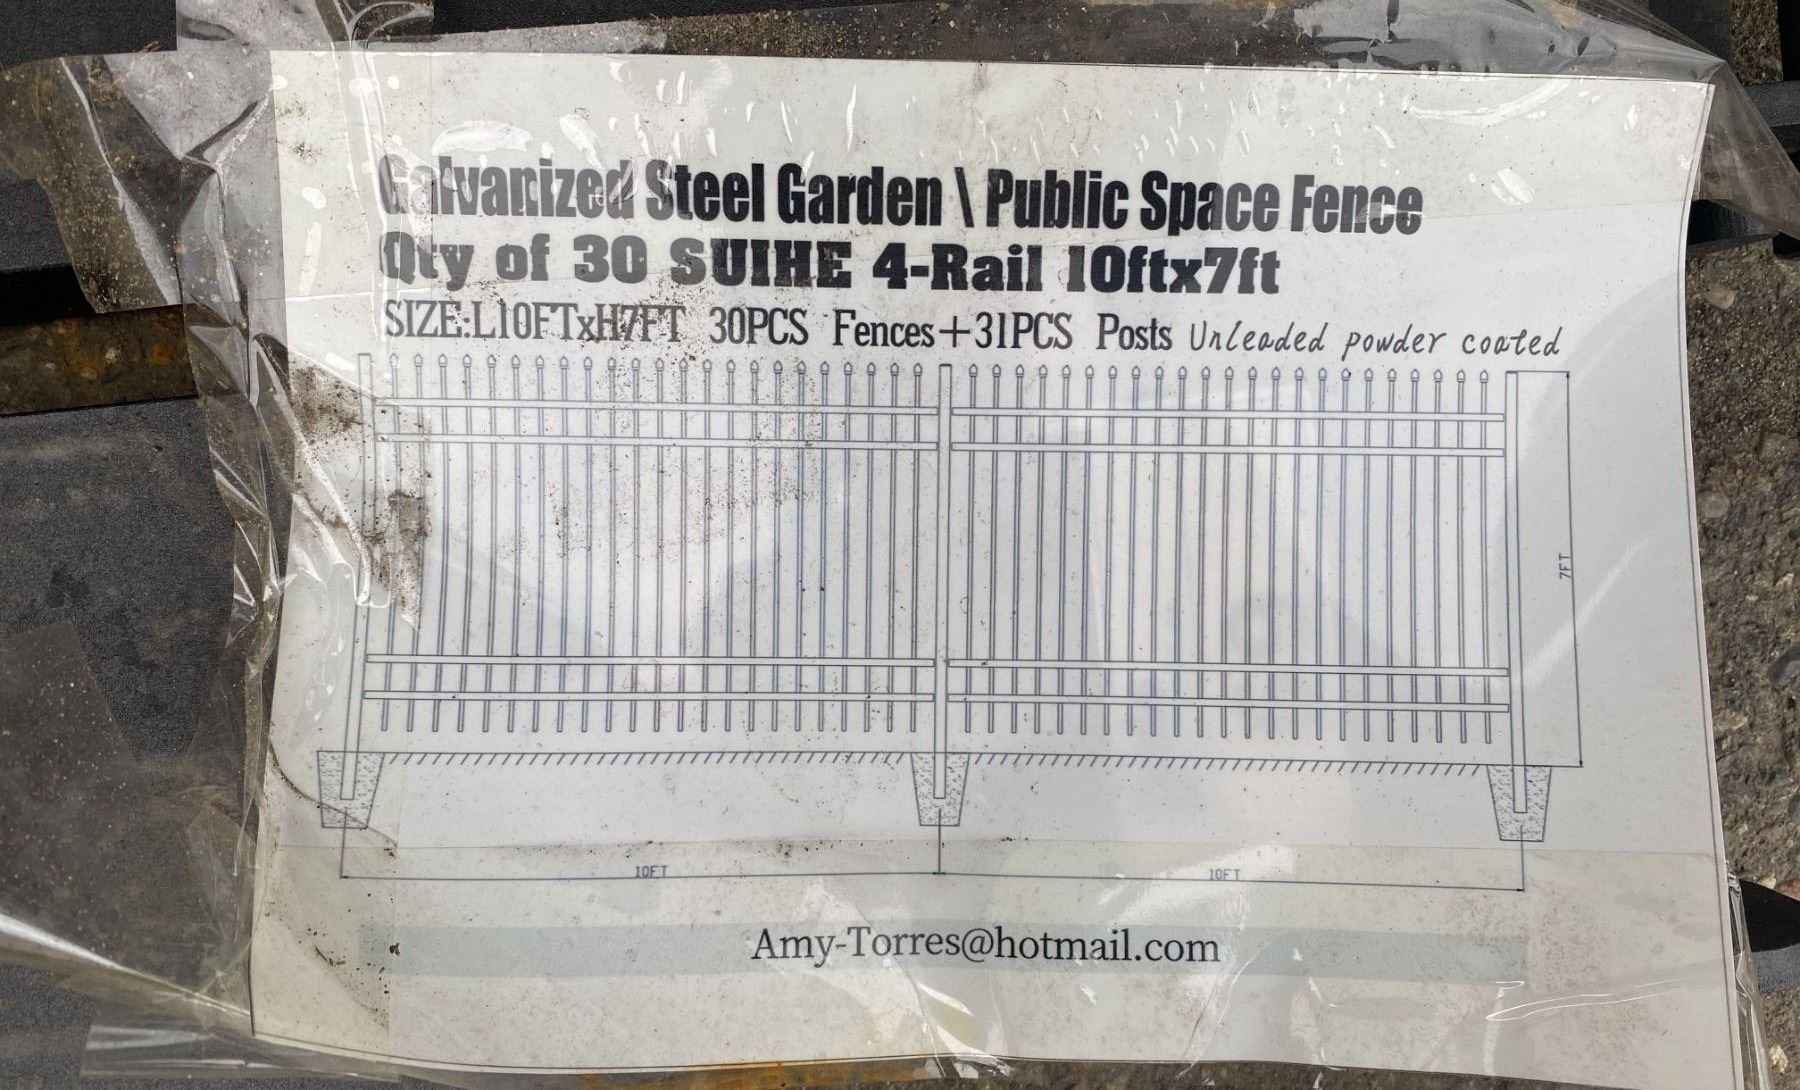 Galvanized Steel Garden \ Public Space Fence
Qty of 30 SUIHE 4-Rail 10ftx7ft
SIZE:L10FTxH7FT 30PCS Fences+31PCS Posts Unleaded powder coated
7FT
10FT 10FT
Amy-Torres@hotmail.com